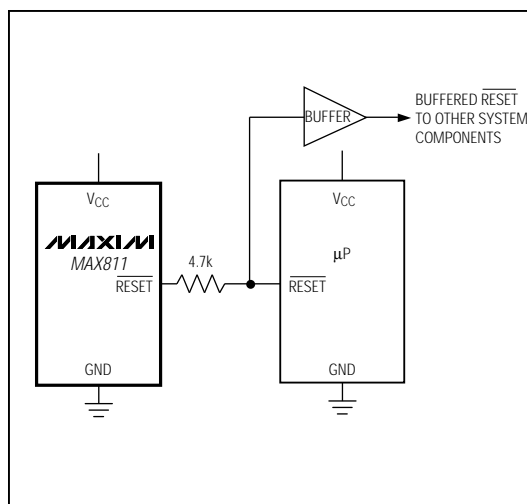 BUFFER
BUFFERED RESET
TO OTHER SYSTEM
COMPONENTS
VCC
MAXIM
MAX811
RESET
GND
4.7k
VCC
μP
RESET
GND